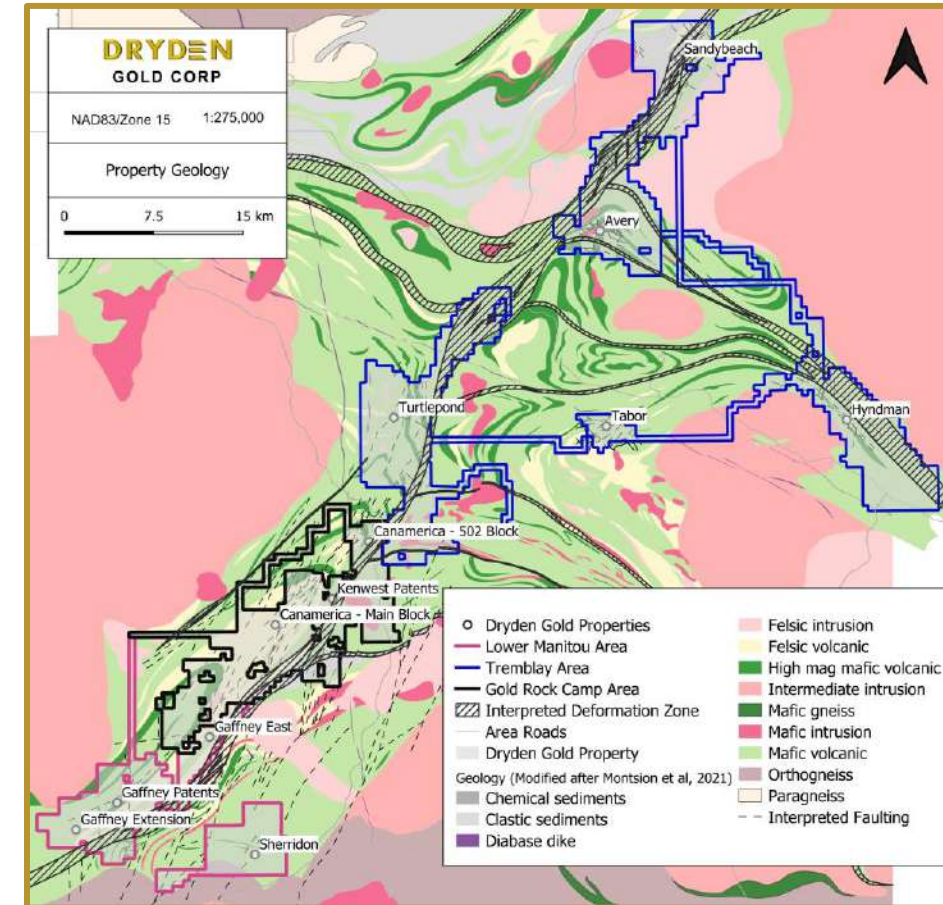 DRYDEN
GOLD CORP
NAD83/Zone 15 1:275,000
Property Geology
0 7.5 15 km
Sandybeach
Avery
Turtlepond
Tabor
Hyndman
Canamerica - 502 Block
Kenwest Patents
Canamerica - Main Block
Gaffney East
Gaffney Patents
Gaffney Extension
Sherridon
Dryden Gold Properties
Lower Manitou Area
Tremblay Area
Gold Rock Camp Area
Interpreted Deformation Zone
Area Roads
Dryden Gold Property
Geology (Modified after Montsion et al, 2021)
Chemical sediments
Clastic sediments
Diabase dike
Felsic intrusion
Felsic volcanic
High mag mafic volcanic
Intermediate intrusion
Mafic gneiss
Mafic intrusion
Mafic volcanic
Orthogneiss
Paragneiss
Interpreted Faulting